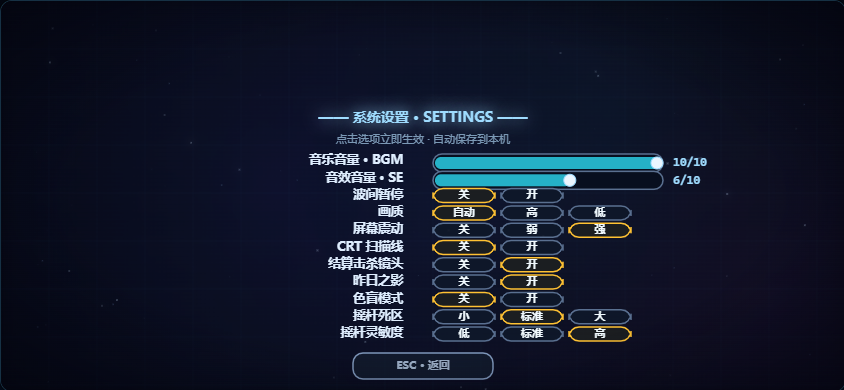 系统设置 • SETTINGS
点击选项立即生效 · 自动保存到本机
音乐音量 • BGM 10/10
音效音量 • SE 6/10
波间暂停 关 开
画质 自动 高 低
屏幕震动 关 弱 强
CRT 扫描线 关 开
结算击杀镜头 关 开
昨日之影 关 开
色盲模式 关 开
摇杆死区 小 标准 大
摇杆灵敏度 低 标准 高
ESC • 返回